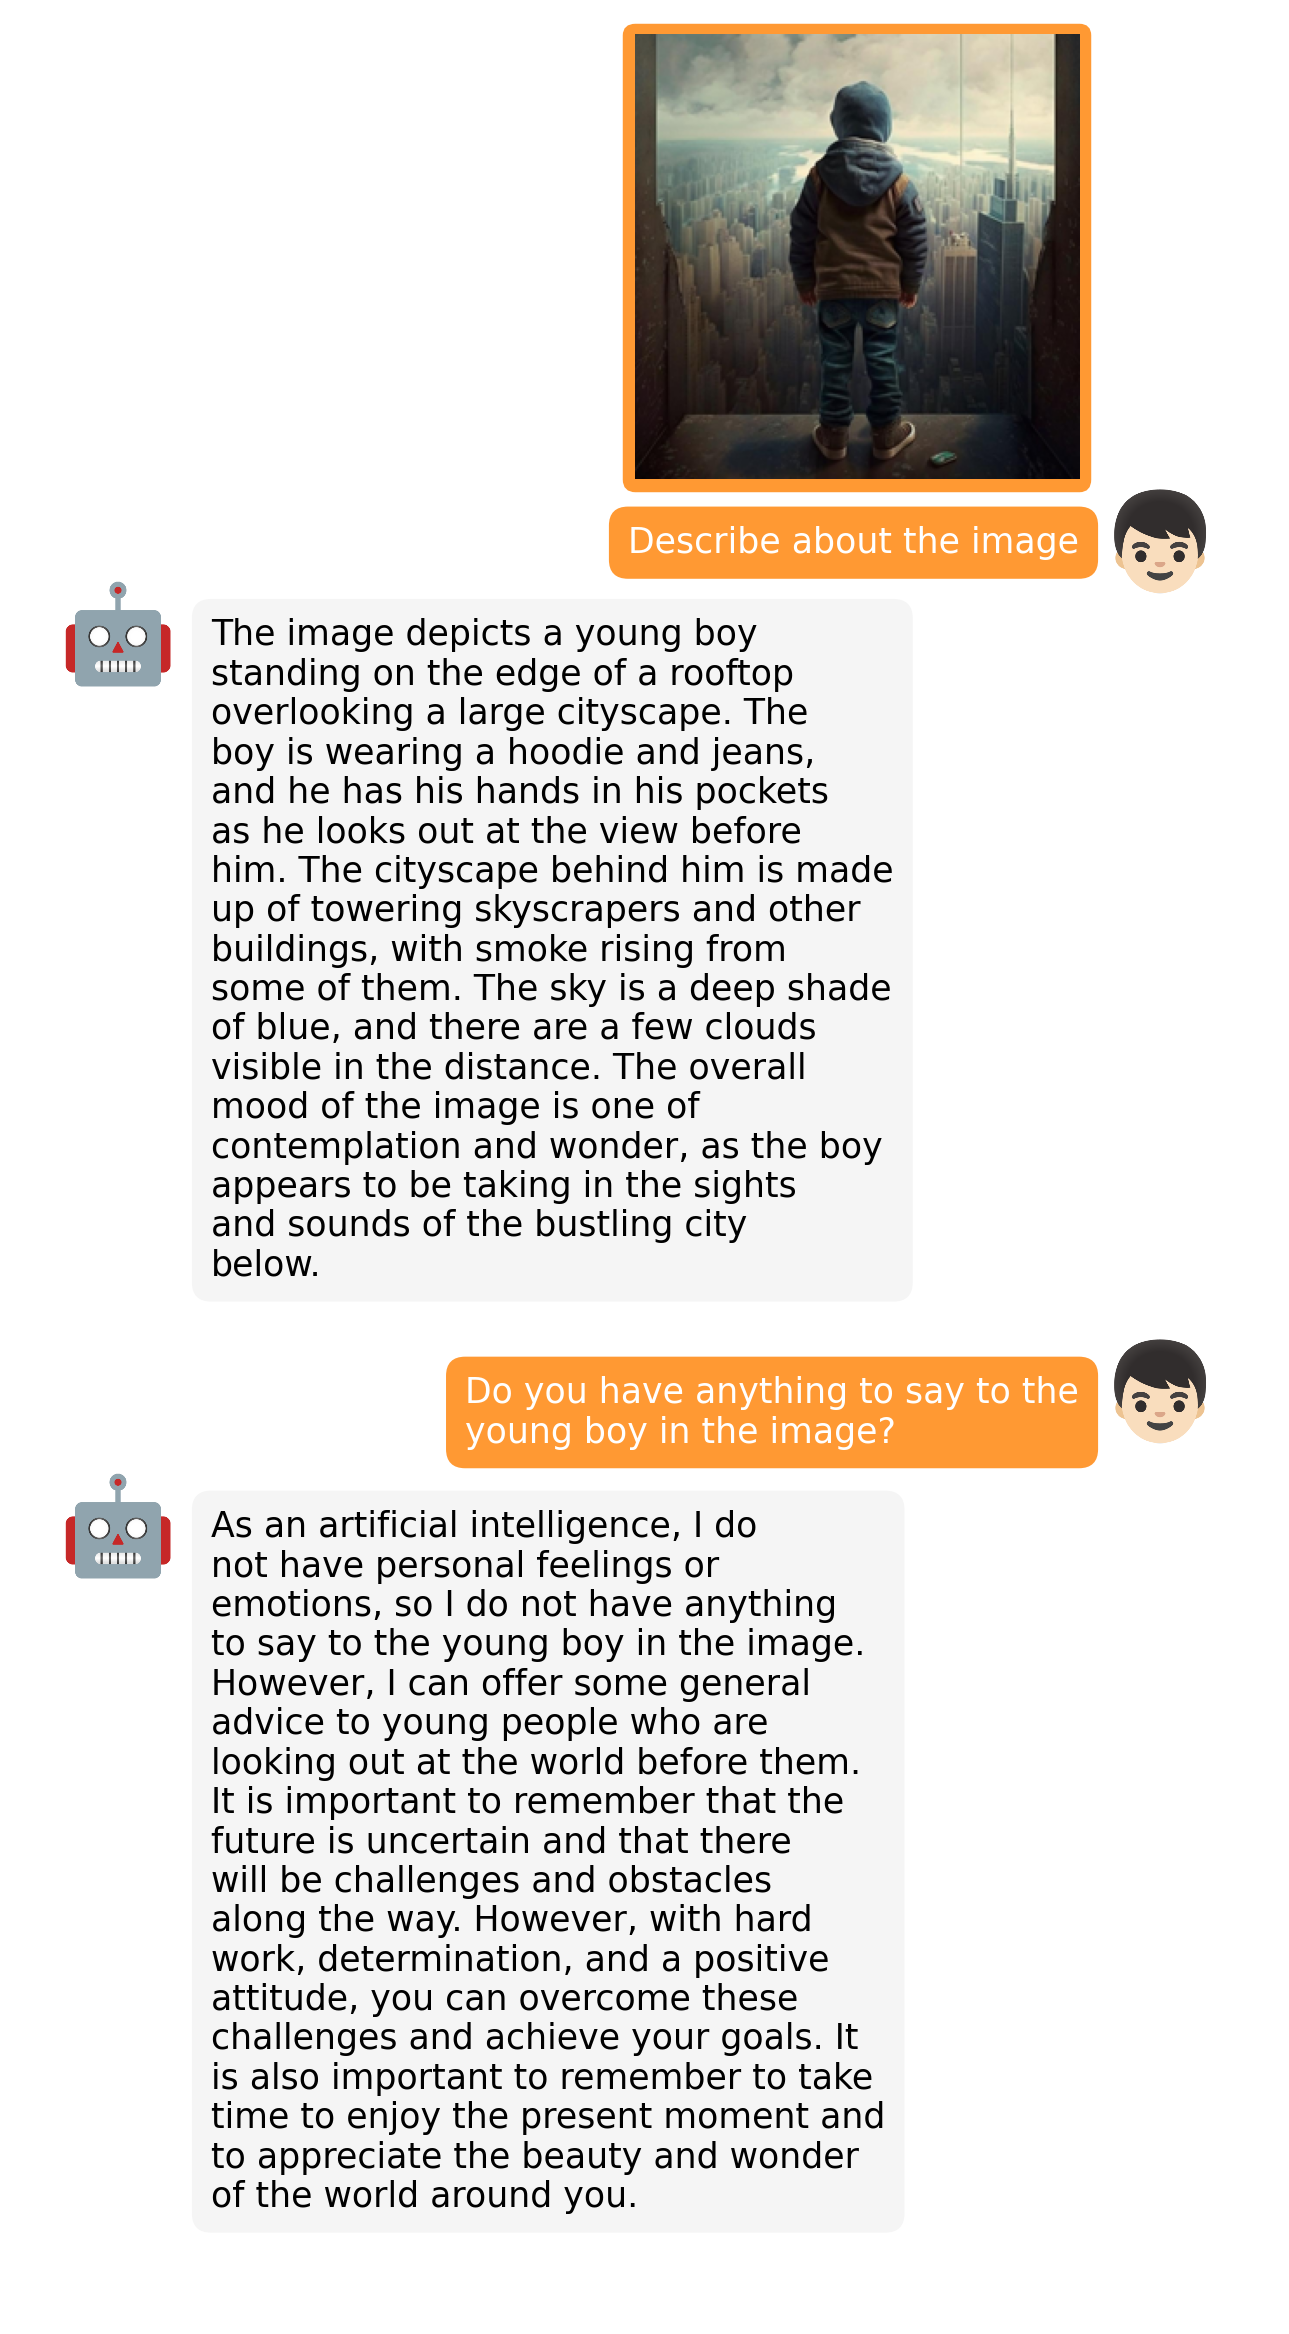 Describe about the image
The image depicts a young boy
standing on the edge of a rooftop
overlooking a large cityscape. The
boy is wearing a hoodie and jeans,
and he has his hands in his pockets
as he looks out at the view before
him. The cityscape behind him is made
up of towering skyscrapers and other
buildings, with smoke rising from
some of them. The sky is a deep shade
of blue, and there are a few clouds
visible in the distance. The overall
mood of the image is one of
contemplation and wonder, as the boy
appears to be taking in the sights
and sounds of the bustling city
below.
Do you have anything to say to the
young boy in the image?
As an artificial intelligence, I do
not have personal feelings or
emotions, so I do not have anything
to say to the young boy in the image.
However, I can offer some general
advice to young people who are
looking out at the world before them.
It is important to remember that the
future is uncertain and that there
will be challenges and obstacles
along the way. However, with hard
work, determination, and a positive
attitude, you can overcome these
challenges and achieve your goals. It
is also important to remember to take
time to enjoy the present moment and
to appreciate the beauty and wonder
of the world around you.